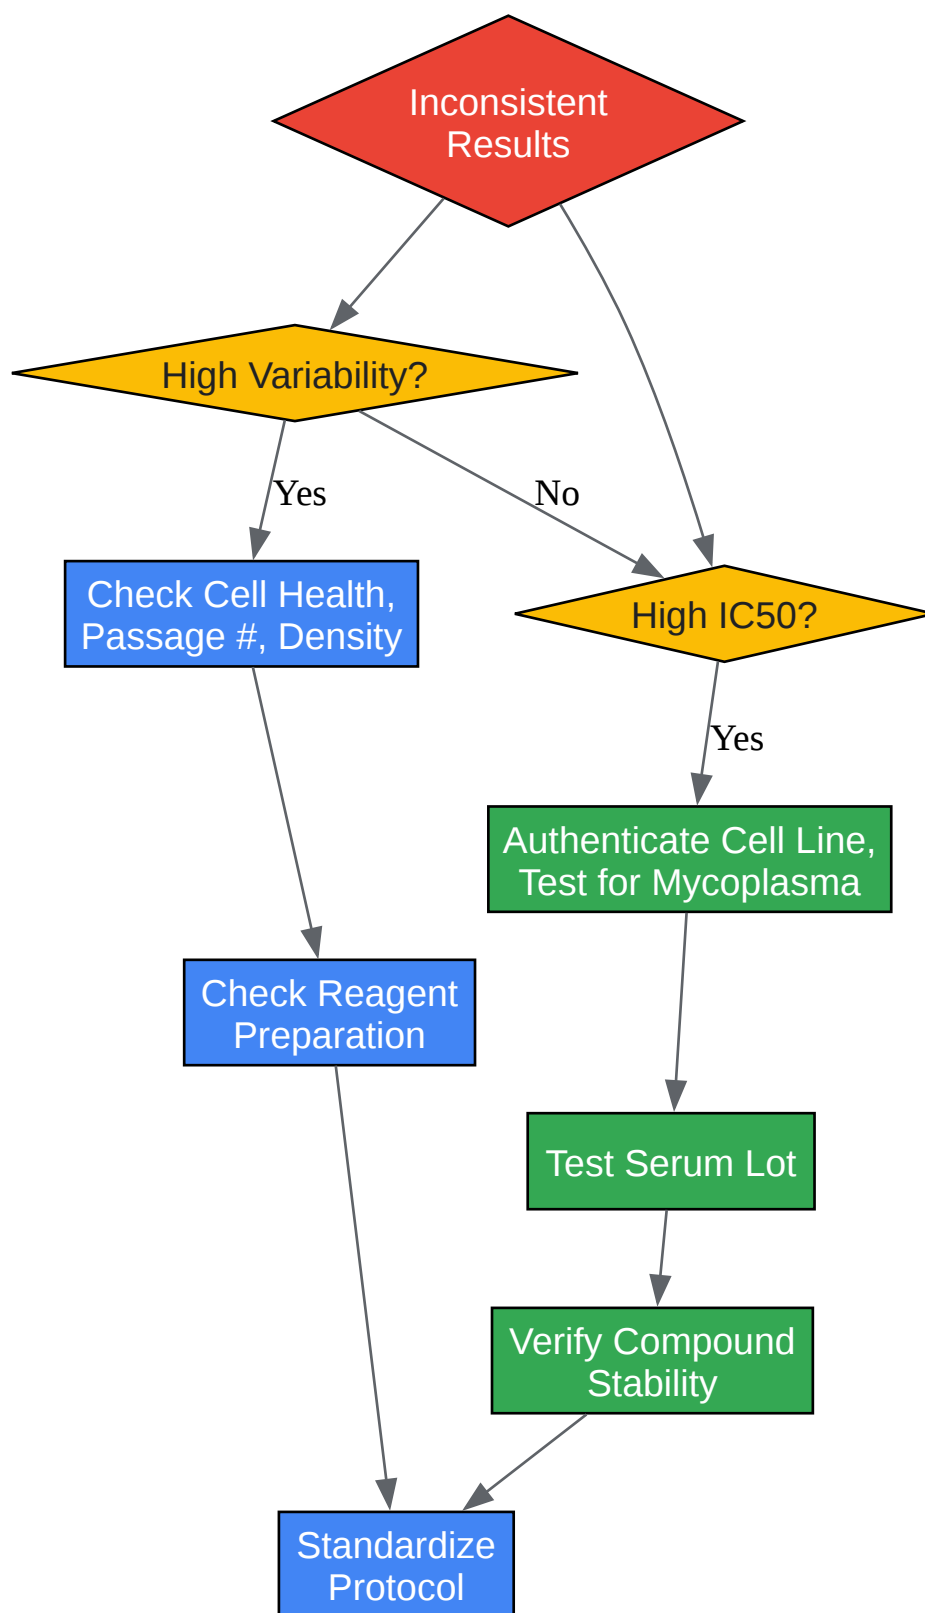 Inconsistent
Results
High Variability?
Yes
No
Check Cell Health,
Passage #, Density
High IC50?
Yes
Authenticate Cell Line,
Test for Mycoplasma
Check Reagent
Preparation
Test Serum Lot
Verify Compound
Stability
Standardize
Protocol